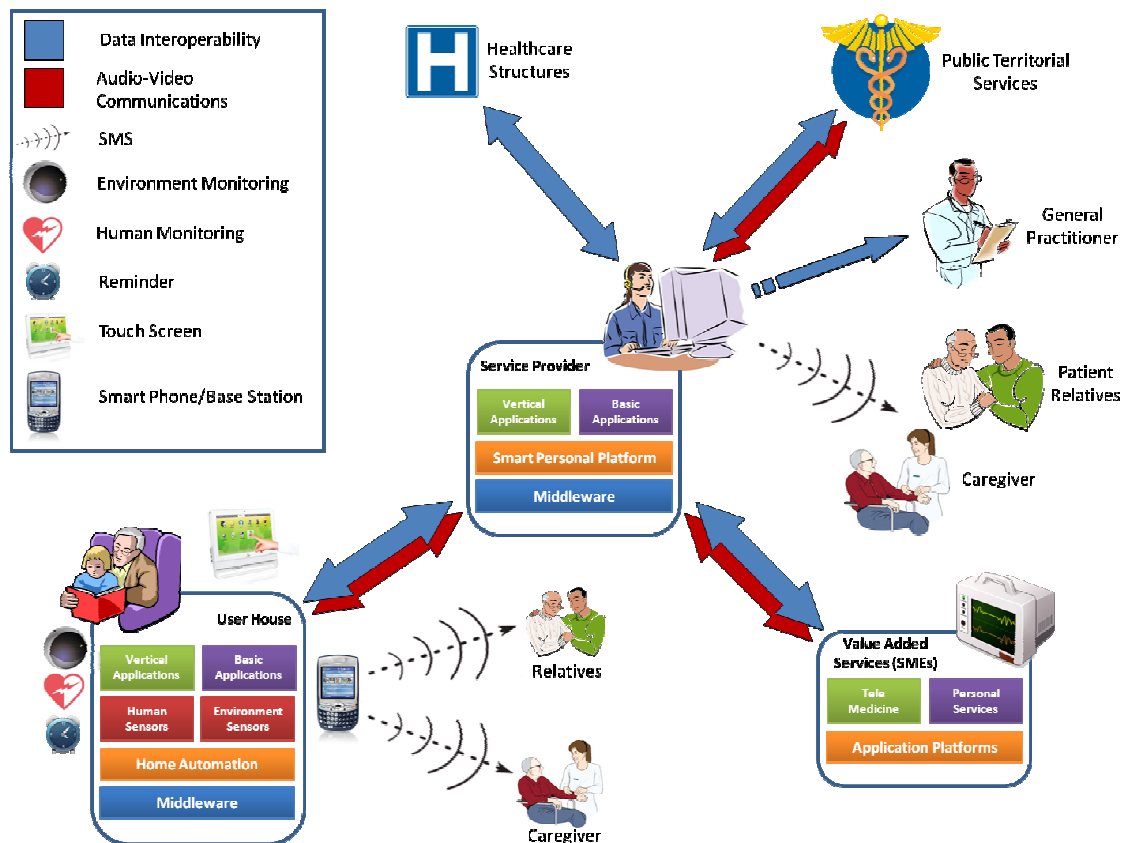 Data Interoperability
Audio-Video
Communications
SMS
Environment Monitoring
Human Monitoring
Reminder
Touch Screen
Smart Phone/Base Station
H
Healthcare
Structures
Public Territorial
Services
General
Practitioner
Patient
Relatives
Caregiver
Service Provider
Vertical
Applications
Basic
Applications
Smart Personal Platform
Middleware
User House
Vertical
Applications
Basic
Applications
Human
Sensors
Environment
Sensors
Home Automation
Middleware
Relatives
Caregiver
Value Added
Services (SMEs)
Tele
Medicine
Personal
Services
Application Platforms